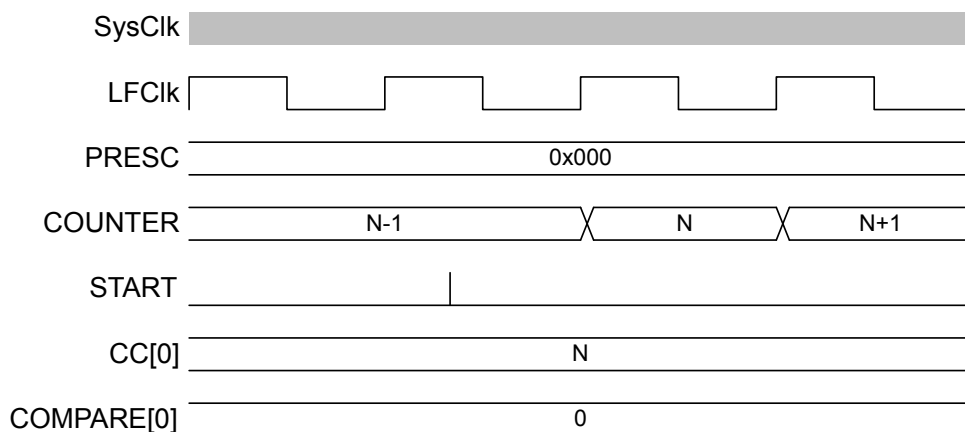 SysClk
LFClk
PRESC 0x000
COUNTER N-1 N N+1
START
CC[0] N
COMPARE[0] 0